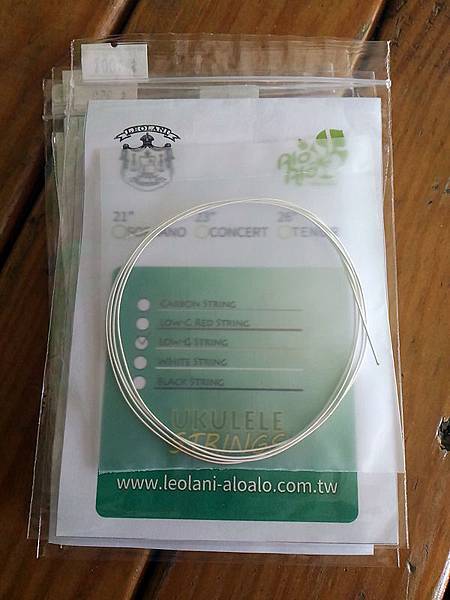 LEOLANI
Alo
Alo
21" 23" 26"
SOPRANO CONCERT TENOR
CARBON STRING
LOW-G RED STRING
LOW-G STRING
WHITE STRING
BLACK STRING
UKULELE
STRINGS
www.leolani-aloalo.com.tw